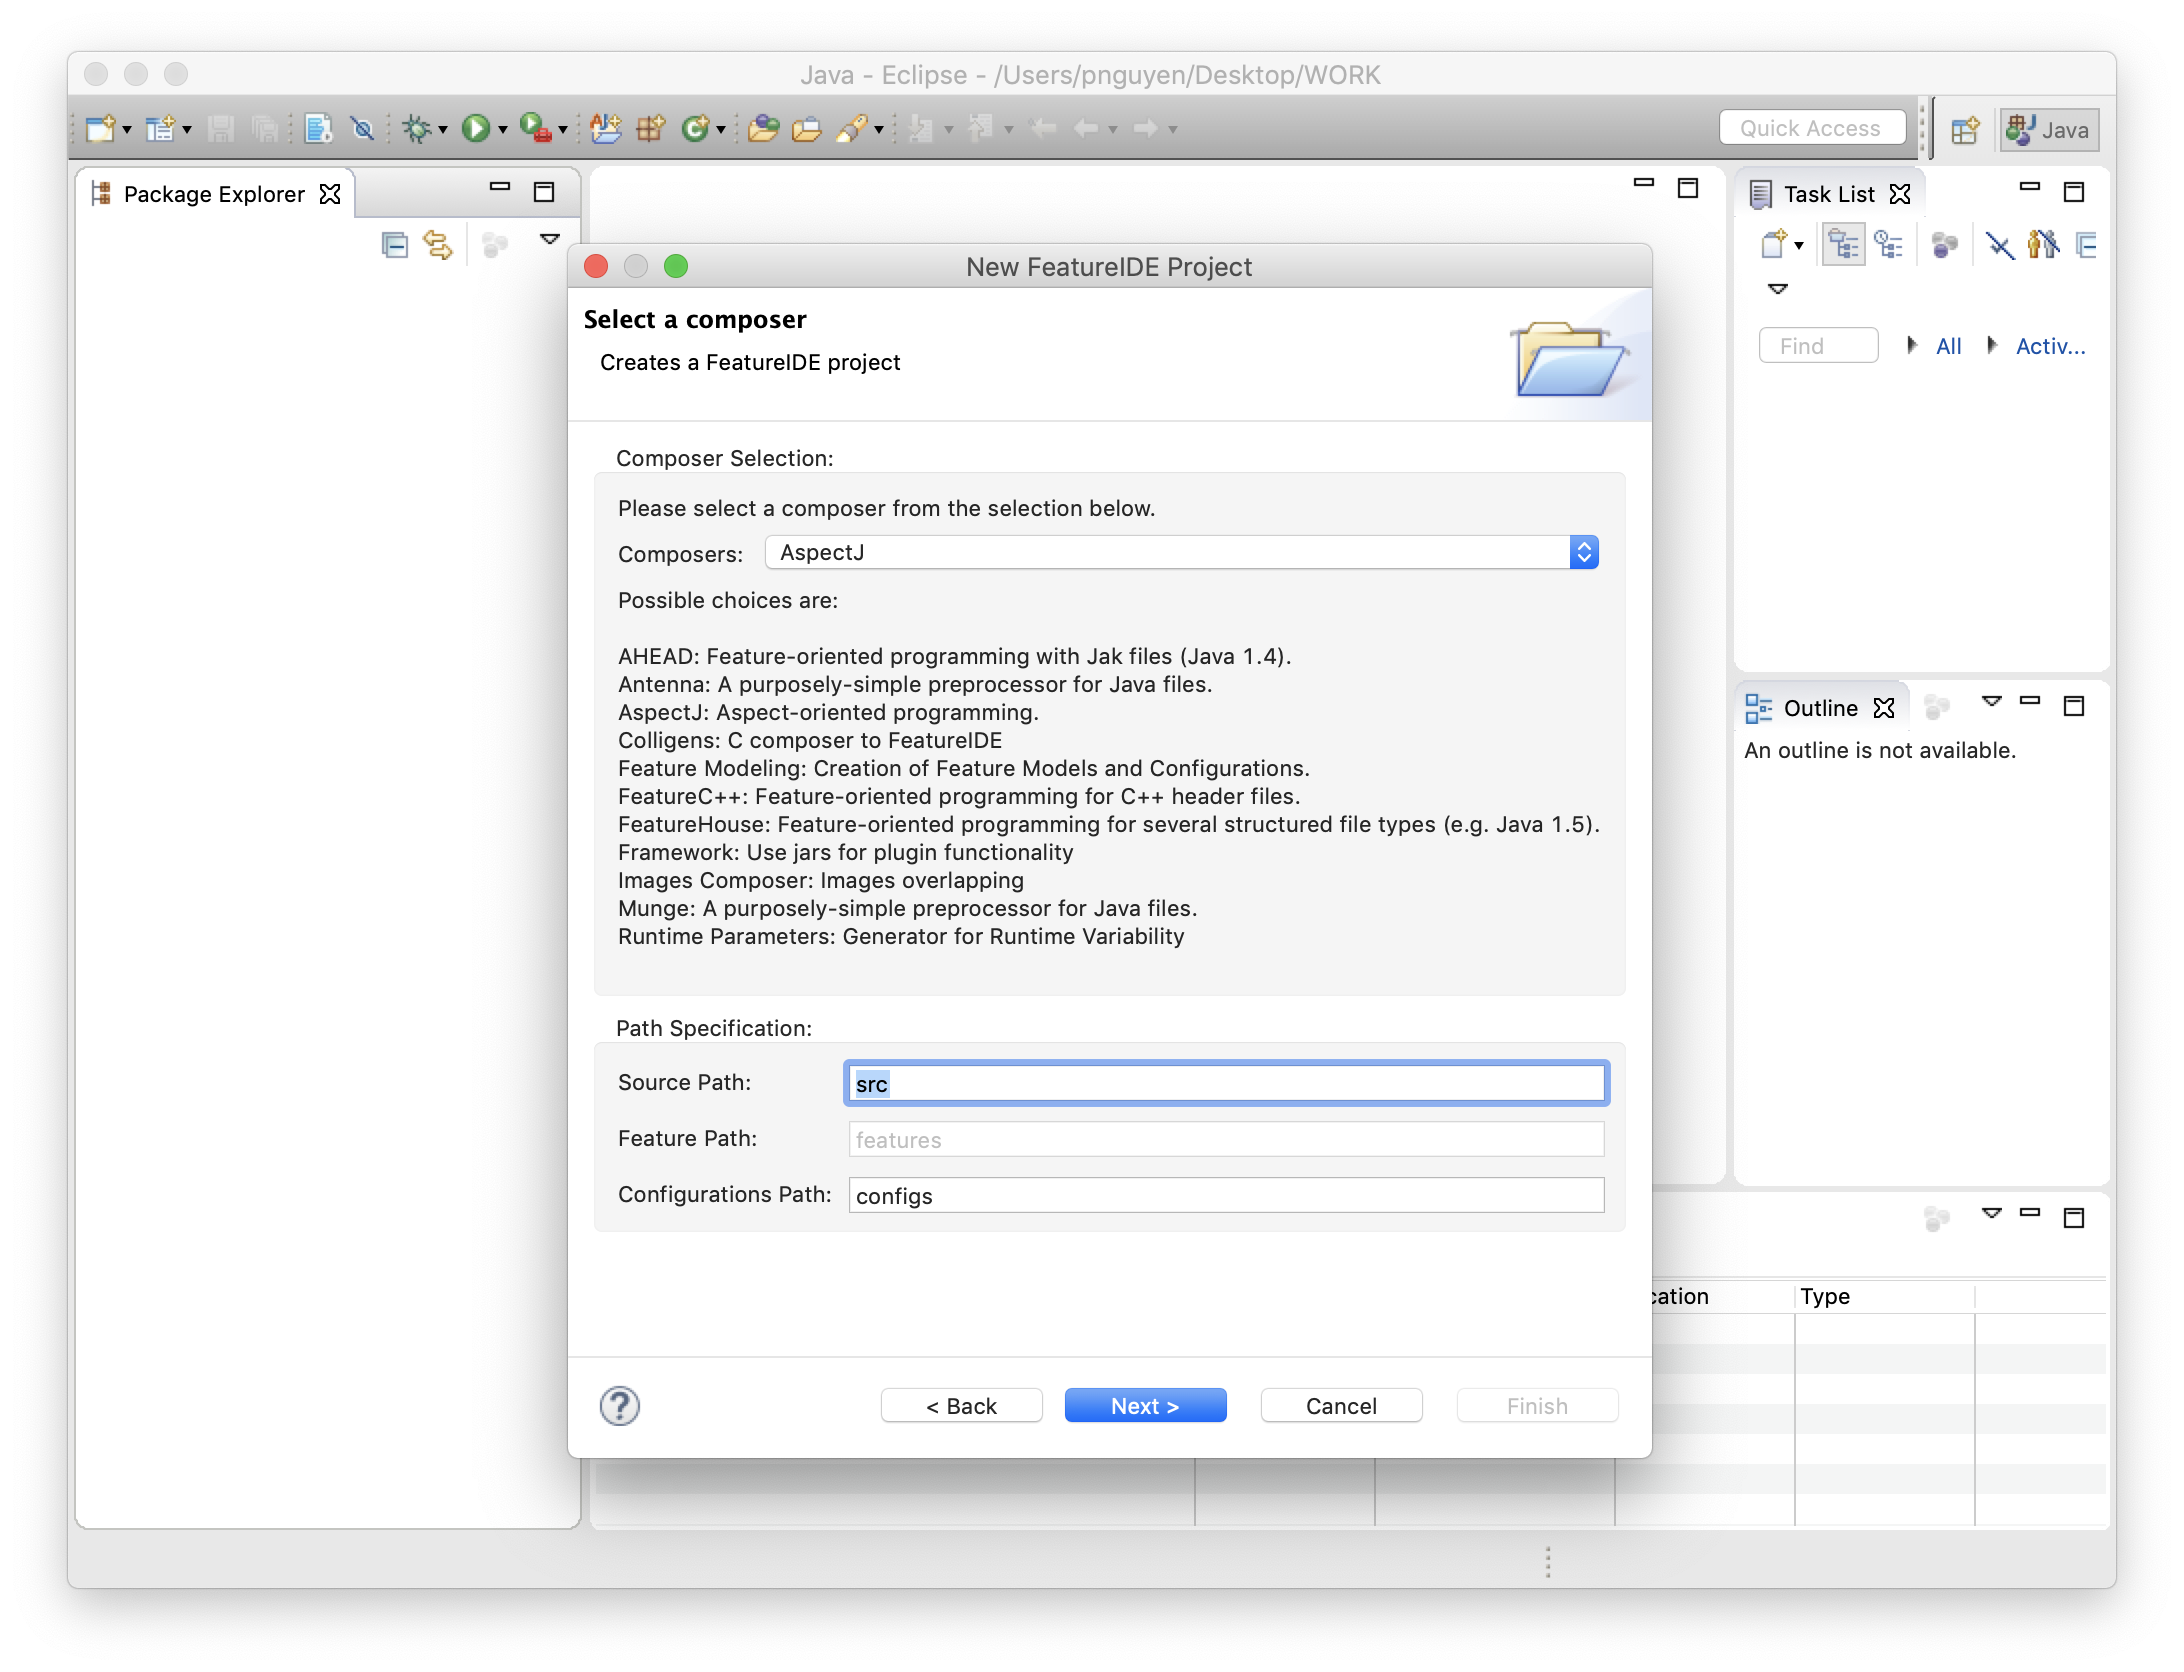 Java - Eclipse - /Users/pnguyen/Desktop/WORK
Quick Access
Java
Package Explorer
Task List
Find
All
Activ...
New FeatureIDE Project
Select a composer
Creates a FeatureIDE project
Composer Selection:
Please select a composer from the selection below.
Composers: AspectJ
Possible choices are:
AHEAD: Feature-oriented programming with Jak files (Java 1.4).
Antenna: A purposely-simple preprocessor for Java files.
AspectJ: Aspect-oriented programming.
Colligens: C composer to FeatureIDE
Feature Modeling: Creation of Feature Models and Configurations.
FeatureC++: Feature-oriented programming for C++ header files.
FeatureHouse: Feature-oriented programming for several structured file types (e.g. Java 1.5).
Framework: Use jars for plugin functionality
Images Composer: Images overlapping
Munge: A purposely-simple preprocessor for Java files.
Runtime Parameters: Generator for Runtime Variability
Path Specification:
Source Path: src
Feature Path: features
Configurations Path: configs
? < Back Next > Cancel Finish
Outline
An outline is not available.
cation Type